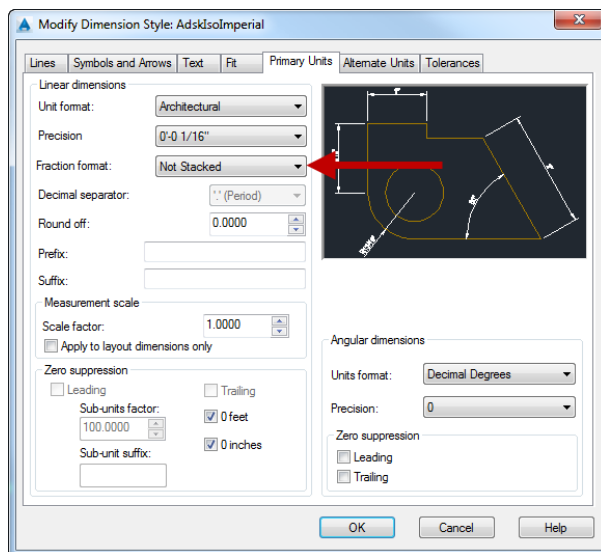 Modify Dimension Style: AdskIsoImperial
Lines Symbols and Arrows Text Fit Primary Units Alternate Units Tolerances
Linear dimensions
Unit format: Architectural
Precision 0'-0 1/16"
Fraction format: Not Stacked
Decimal separator: '.' (Period)
Round off: 0.0000
Prefix:
Suffix:
Measurement scale
Scale factor: 1.0000
Apply to layout dimensions only
Zero suppression
Leading Trailing
Sub-units factor: 0 feet
100.0000
Sub-unit suffix: 0 inches
Angular dimensions
Units format: Decimal Degrees
Precision: 0
Zero suppression
Leading
Trailing
OK Cancel Help